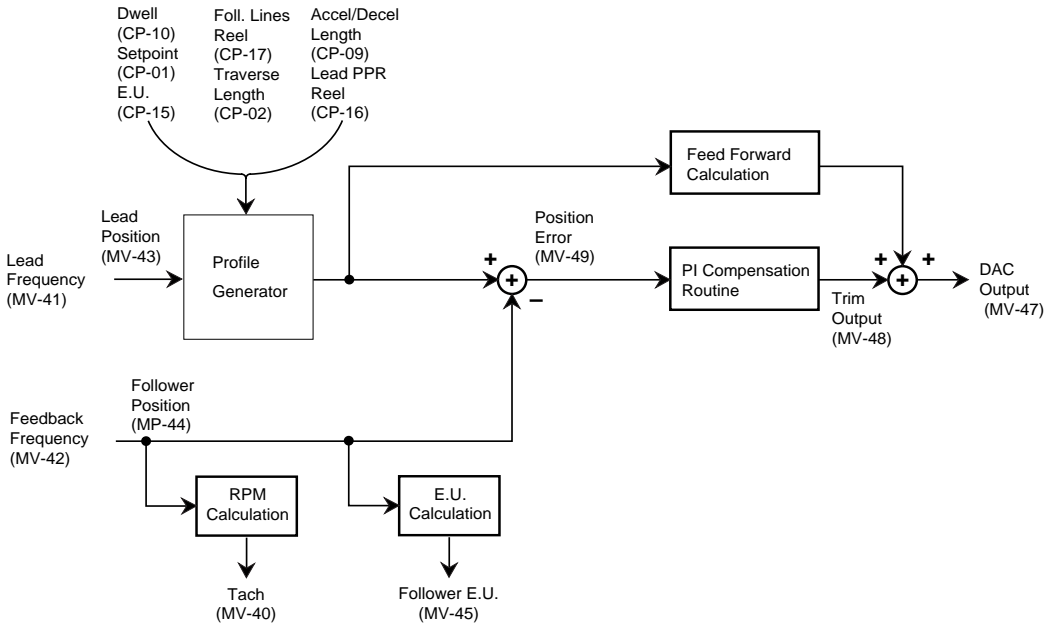 Dwell
(CP-10)
Setpoint
(CP-01)
E.U.
(CP-15)
Foll. Lines
Reel
(CP-17)
Traverse
Length
(CP-02)
Accel/Decel
Length
(CP-09)
Lead PPR
Reel
(CP-16)
Feed Forward
Calculation
Lead
Position
(MV-43)
Lead
Frequency
(MV-41)
Profile
Generator
+
+
−
Position
Error
(MV-49)
PI Compensation
Routine
Trim
Output
(MV-48)
+
+
+
DAC
Output
(MV-47)
Follower
Position
(MP-44)
Feedback
Frequency
(MV-42)
RPM
Calculation
E.U.
Calculation
Tach
(MV-40)
Follower E.U.
(MV-45)